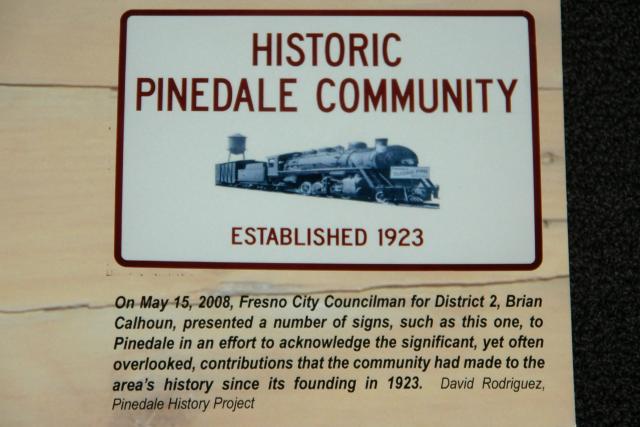 HISTORIC
PINEDALE COMMUNITY
ESTABLISHED 1923
On May 15, 2008, Fresno City Councilman for District 2, Brian
Calhoun, presented a number of signs, such as this one, to
Pinedale in an effort to acknowledge the significant, yet often
overlooked, contributions that the community had made to the
area's history since its founding in 1923. David Rodriguez,
Pinedale History Project